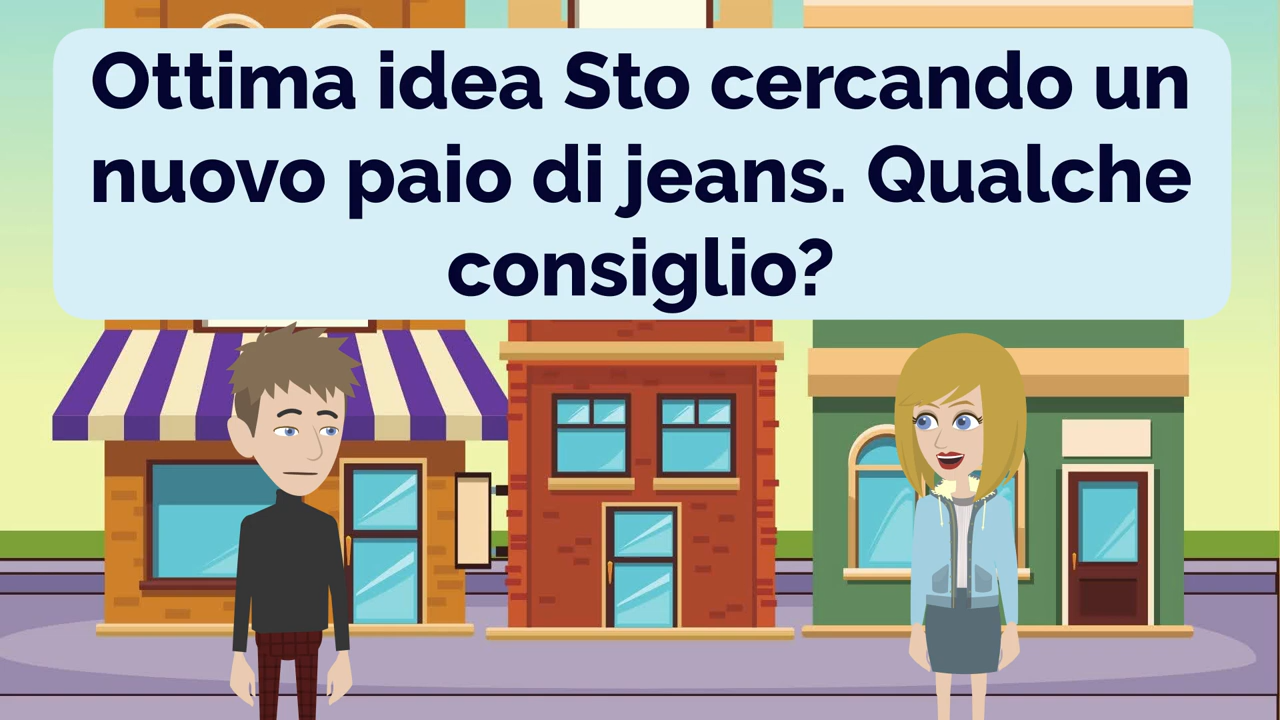 Ottima idea Sto cercando un
nuovo paio di jeans. Qualche
consiglio?